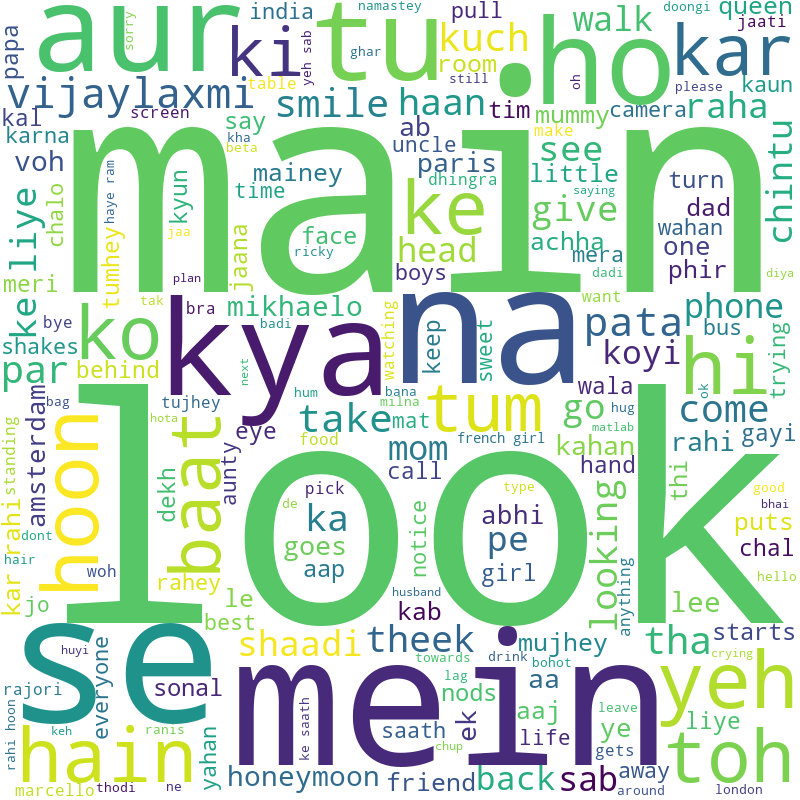 aur
ki
tu
ho
kar
india
namastey
pull
doongi
queen
jaati
papa
sorry
ghar
yeh sab
kuch
walk
room
still
oh
please
kaun
vijaylaxmi
table
smile
haan
tim
mummy
camera
raha
kal
screen
say
karna
kha
beta
ab
uncle
make
see
voh
haye ram
mainey
paris
dhingra
little
main
liye
chalo
kyun
time
saying
turn
chintu
tumhey
jaa
jaana
face
ricky
ke
give
dad
wahan
head
achha
one
mera
phir
meri
plan
boys
dadi
diya
ke
tak
bra
mikhaelo
want
phone
bye
ko
kya
badi
watching
na
pata
bus
shakes
behind
keep
sweet
koyi
hi
trying
par
next
hum
bana
wala
ok
bag
tujhey
milna
tum
hug
come
hota
take
mat
go
matlab
gayi
amsterdam
hoon
baat
eye
food
mom
french girl
kahan
rahi
standing
aunty
call
hand
thi
kar rahi
dekh
pick
type
good
look
de
ka
notice
abhi
looking
puts
bhai
dont
goes
pe
chal
hair
woh
rahey
aap
girl
anything
hello
jo
le
husband
lee
best
kab
se
shaadi
theek
mujhey
tha
starts
huyi
everyone
towards
drink
bohot
crying
rajori
sonal
mein
lag
nods
aa
yeh
rahi hoon
keh
ranis
ke saath
saath
chup
ek
aaj
leave
ye
liye
hain
yahan
life
gets
toh
marcello
thodi
ne
honeymoon
friend
back
sab
away
around
london